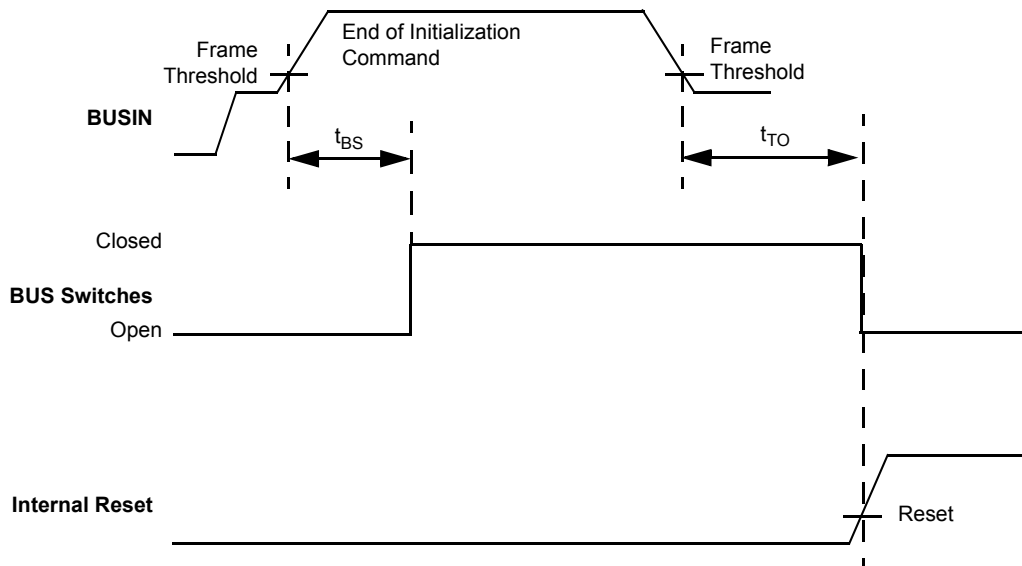 End of Initialization
Command
Frame
Threshold
Frame
Threshold
BUSIN
tBS
tTO
Closed
BUS Switches
Open
Internal Reset
Reset